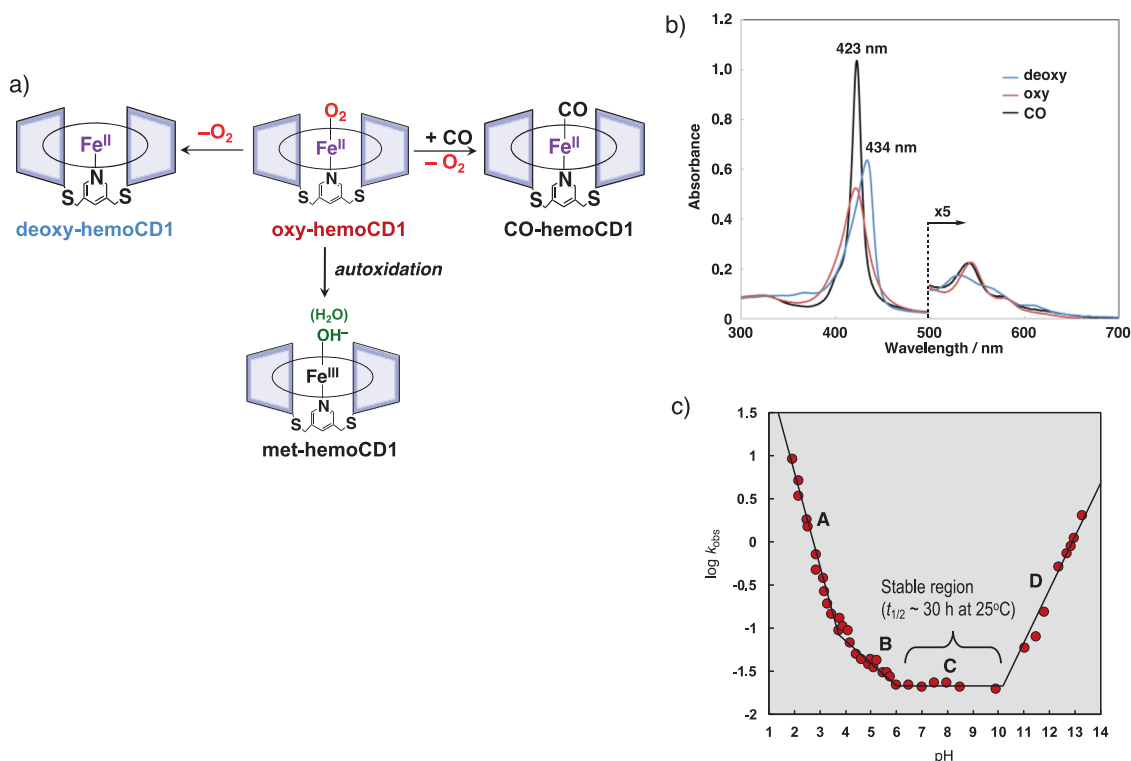 a)
O2
CO
FeII
–O2
FeII
+ CO
– O2
FeII
N
N
N
S
S
S
S
S
S
deoxy-hemoCD1
oxy-hemoCD1
CO-hemoCD1
autoxidation
(H2O)
OH–
FeIII
N
S
S
met-hemoCD1
b)
423 nm
434 nm
deoxy
oxy
CO
x5
Absorbance
1.2
1.0
0.8
0.6
0.4
0.2
0
300
400
500
600
700
Wavelength / nm
c)
1.5
1
0.5
0
-0.5
-1
-1.5
-2
log kobs
A
B
C
D
Stable region
(t1/2 ~ 30 h at 25oC)
1 2 3 4 5 6 7 8 9 10 11 12 13 14
pH